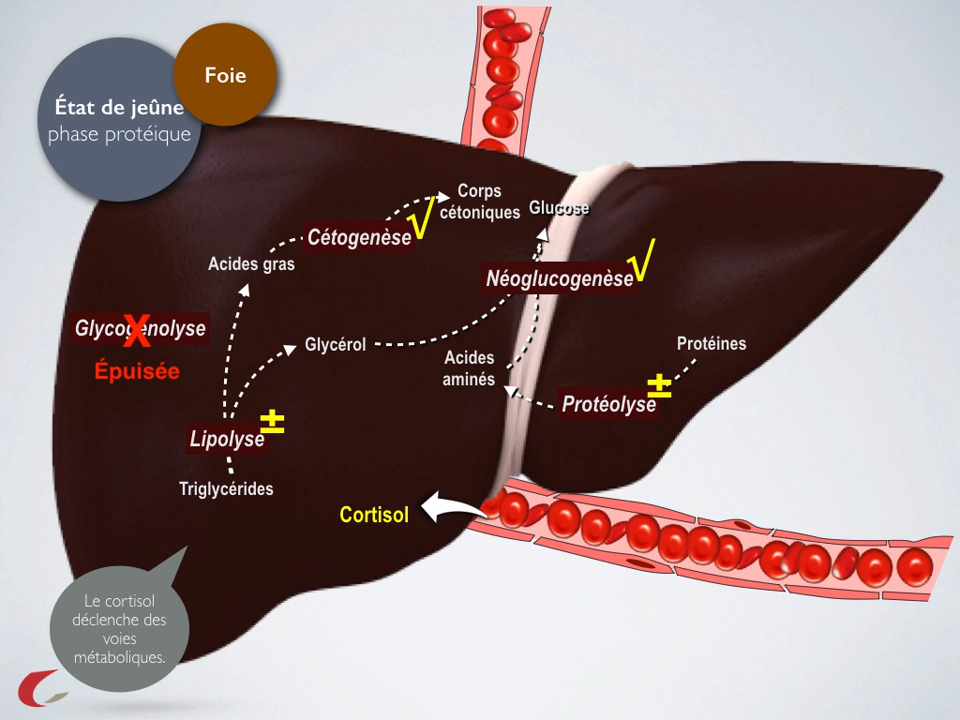 Foie
État de jeûne
phase protéique
Corps
cétoniques
Glucose
Cétogenèse
√
Acides gras
Néoglucogenèse
√
Glycogenolyse
X
Épuisée
Glycérol
Protéines
Acides
aminés
Protéolyse
±
Lipolyse
±
Triglycérides
Cortisol
Le cortisol
déclenche des
voies
métaboliques.